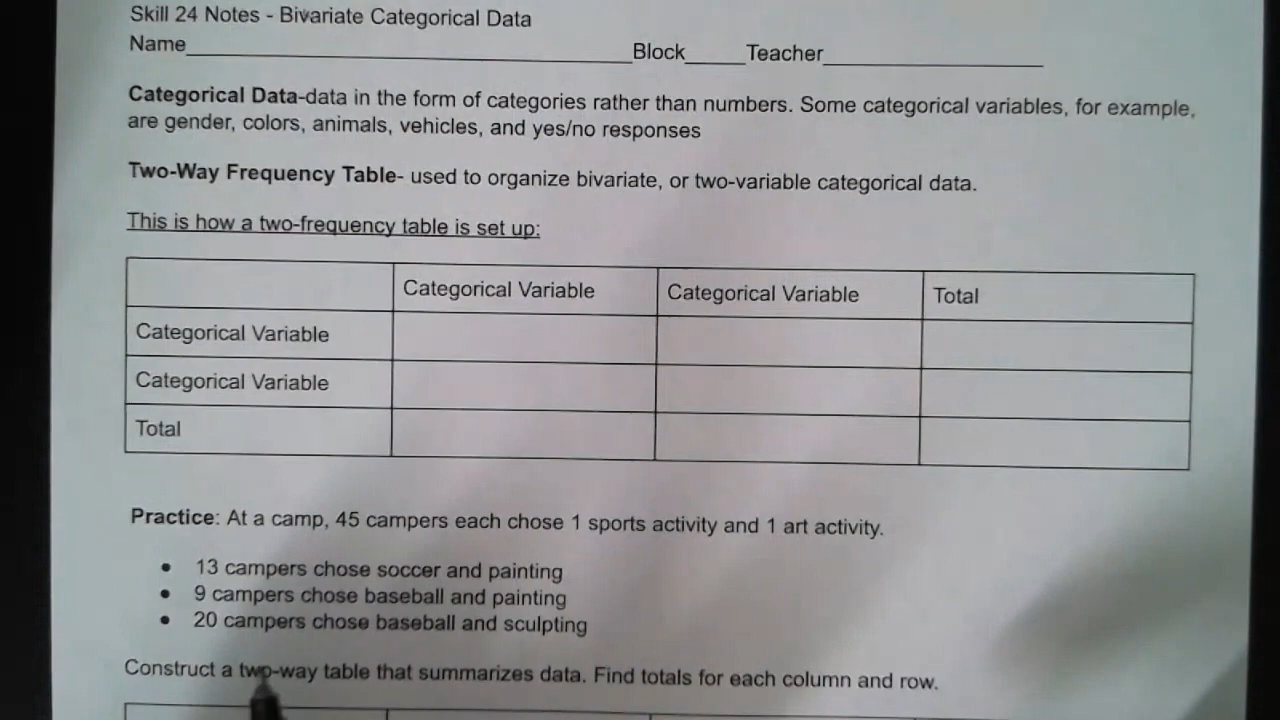 Skill 24 Notes - Bivariate Categorical Data
Name____ Block____ Teacher____
Categorical Data-data in the form of categories rather than numbers. Some categorical variables, for example,
are gender, colors, animals, vehicles, and yes/no responses
Two-Way Frequency Table- used to organize bivariate, or two-variable categorical data.
This is how a two-frequency table is set up:
Categorical Variable Categorical Variable Total
Categorical Variable
Categorical Variable
Total
Practice: At a camp, 45 campers each chose 1 sports activity and 1 art activity.
• 13 campers chose soccer and painting
• 9 campers chose baseball and painting
• 20 campers chose baseball and sculpting
Construct a two-way table that summarizes data. Find totals for each column and row.